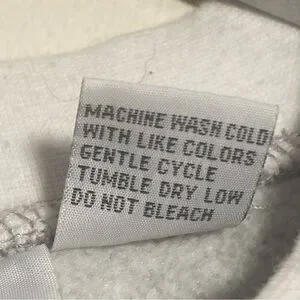 MACHINE WASH COLD
WITH LIKE COLORS
GENTLE CYCLE
TUMBLE DRY LOW
DO NOT BLEACH